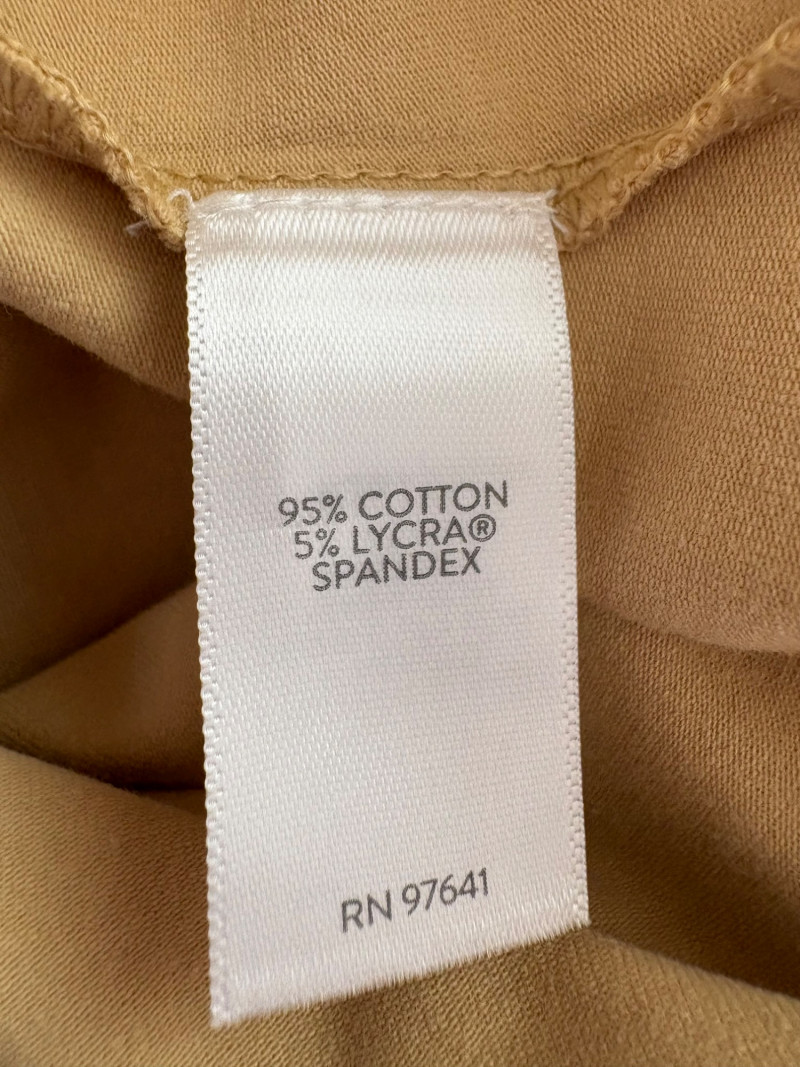 95% COTTON
5% LYCRA®
SPANDEX
RN 97641